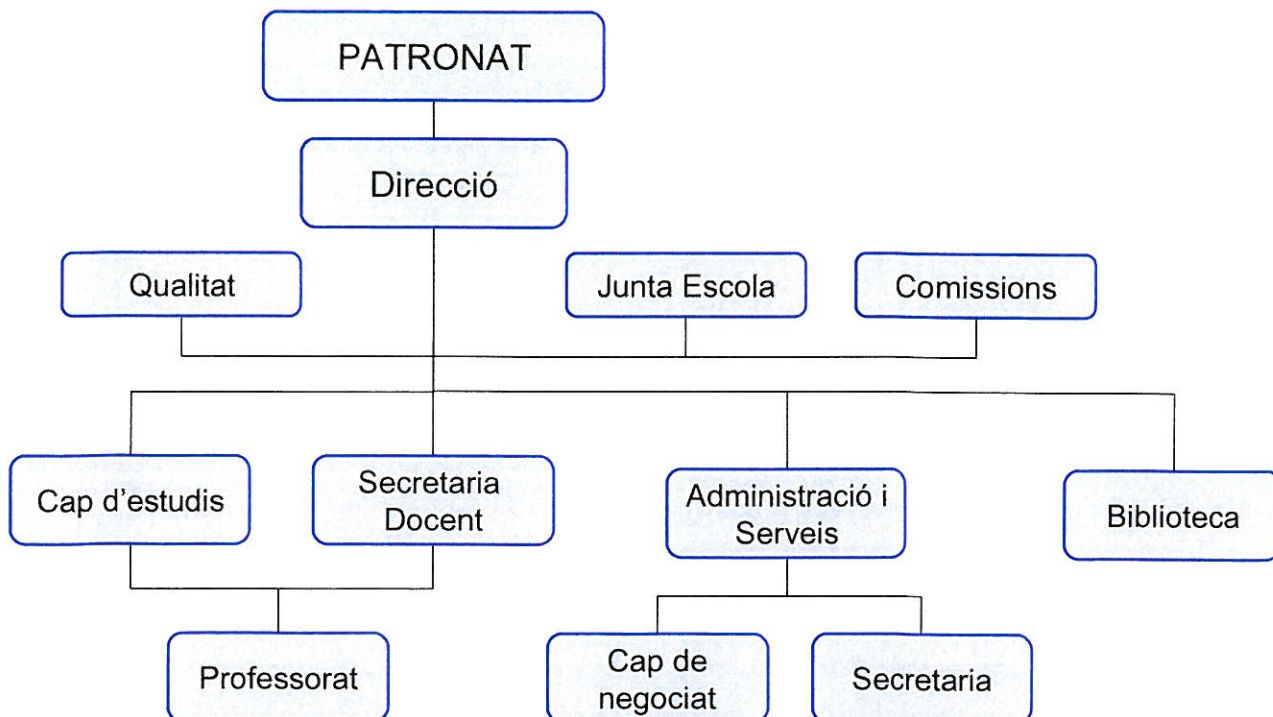 PATRONAT
Direcció
Qualitat
Junta Escola
Comissions
Cap d'estudis
Secretaria
Docent
Administració i
Serveis
Biblioteca
Professorat
Cap de
negociat
Secretaria